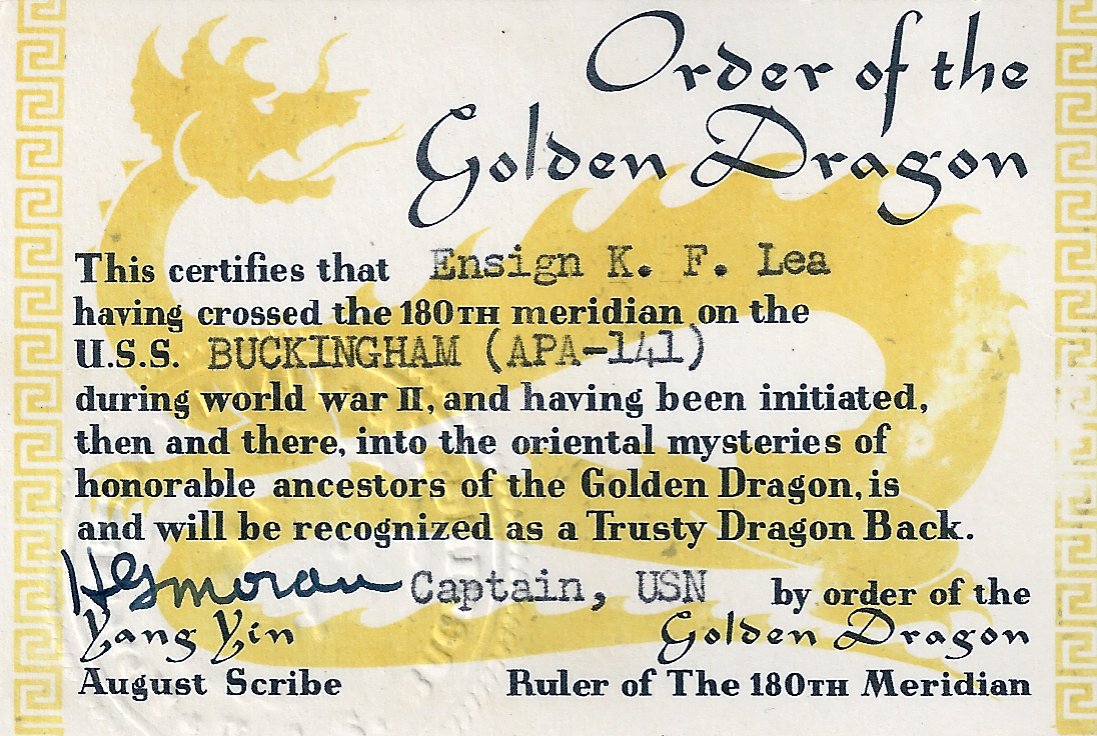 Order of the
Golden Dragon
This certifies that Ensign K. F. Lea
having crossed the 180TH meridian on the
U.S.S. BUCKINGHAM (APA-141)
during world war II, and having been initiated,
then and there, into the oriental mysteries of
honorable ancestors of the Golden Dragon, is
and will be recognized as a Trusty Dragon Back.
HGMoran Captain, USN by order of the
Yang Yin Golden Dragon
August Scribe Ruler of The 180TH Meridian